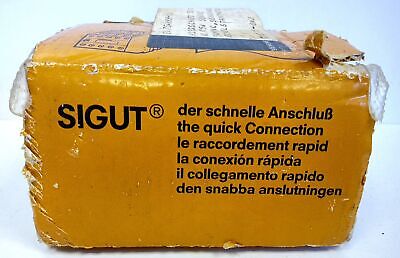 SIGUT®
der schnelle Anschluß
the quick Connection
le raccordement rapid
la conexión rápida
il collegamento rapido
den snabba anslutningen